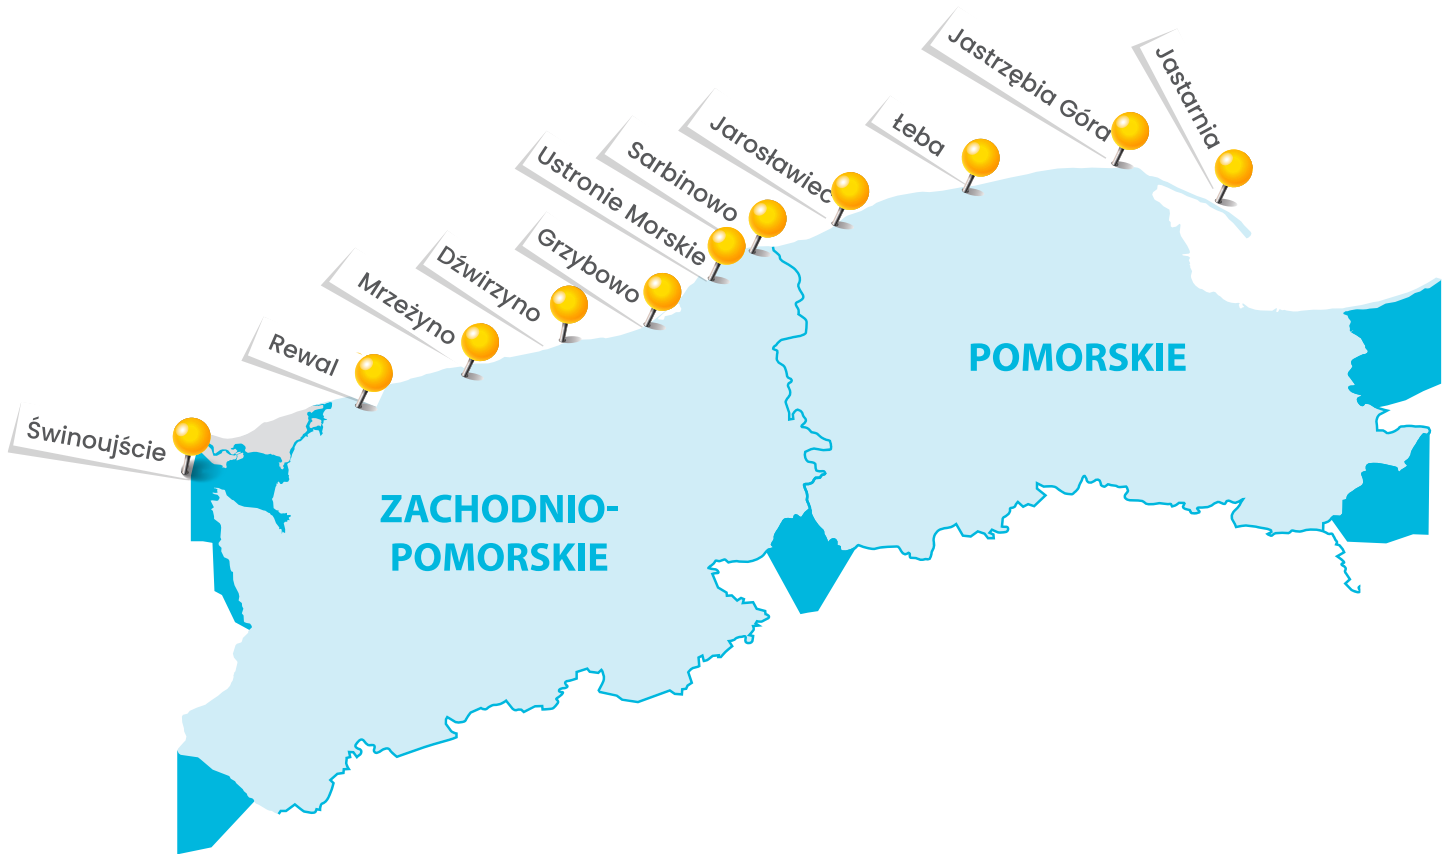 Jastrzębia Góra
Jastarnia
Łeba
Jarosławiec
Sarbinowo
Ustronie Morskie
Grzybowo
Dźwirzyno
Mrzeżyno
Rewal
Świnoujście
POMORSKIE
ZACHODNIO-
POMORSKIE